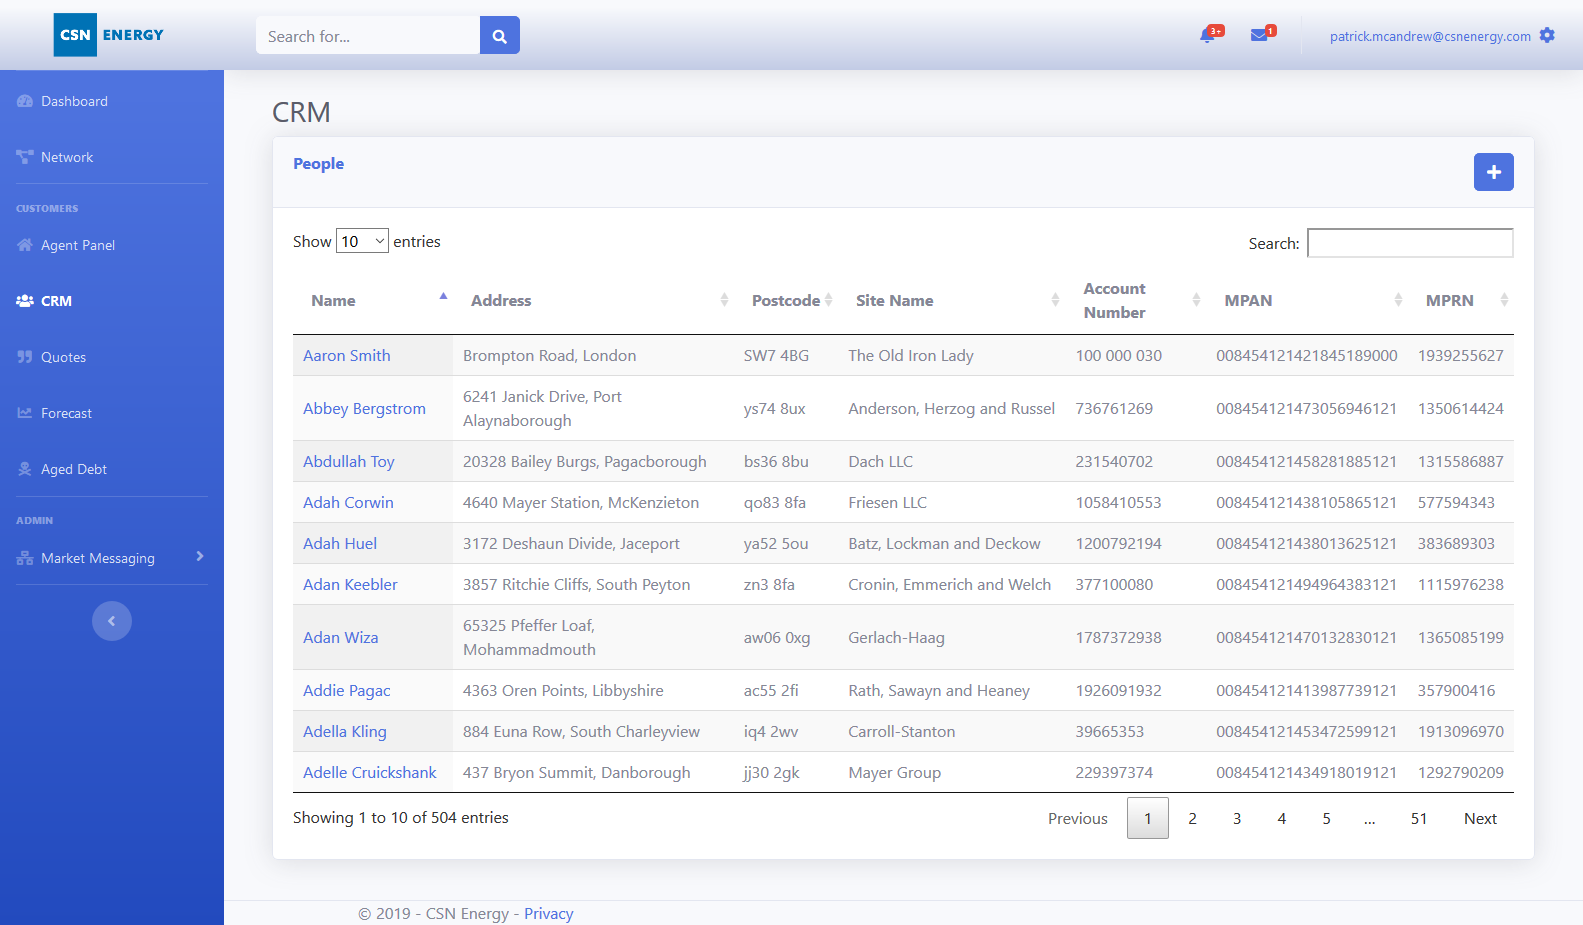 CSN ENERGY
Search for...
3+
1
patrick.mcandrew@csnenergy.com
Dashboard
Network
CUSTOMERS
Agent Panel
CRM
Quotes
Forecast
Aged Debt
ADMIN
Market Messaging
CRM
People
Show 10 entries
Search:
Name Address Postcode Site Name Account Number MPAN MPRN
Aaron Smith Brompton Road, London SW7 4BG The Old Iron Lady 100 000 030 008454121421845189000 1939255627
Abbey Bergstrom 6241 Janick Drive, Port Alaynaborough ys74 8ux Anderson, Herzog and Russel 736761269 008454121473056946121 1350614424
Abdullah Toy 20328 Bailey Burgs, Pagacborough bs36 8bu Dach LLC 231540702 008454121458281885121 1315586887
Adah Corwin 4640 Mayer Station, McKenzieton qo83 8fa Friesen LLC 1058410553 008454121438105865121 577594343
Adah Huel 3172 Deshaun Divide, Jaceport ya52 5ou Batz, Lockman and Deckow 1200792194 008454121438013625121 383689303
Adan Keebler 3857 Ritchie Cliffs, South Peyton zn3 8fa Cronin, Emmerich and Welch 377100080 008454121494964383121 1115976238
Adan Wiza 65325 Pfeffer Loaf, Mohammadmouth aw06 0xg Gerlach-Haag 1787372938 008454121470132830121 1365085199
Addie Pagac 4363 Oren Points, Libbyshire ac55 2fi Rath, Sawayn and Heaney 1926091932 008454121413987739121 357900416
Adella Kling 884 Euna Row, South Charleyview iq4 2wv Carroll-Stanton 39665353 008454121453472599121 1913096970
Adelle Cruickshank 437 Bryon Summit, Danborough jj30 2gk Mayer Group 229397374 008454121434918019121 1292790209
Showing 1 to 10 of 504 entries
Previous 1 2 3 4 5 ... 51 Next
© 2019 - CSN Energy - Privacy